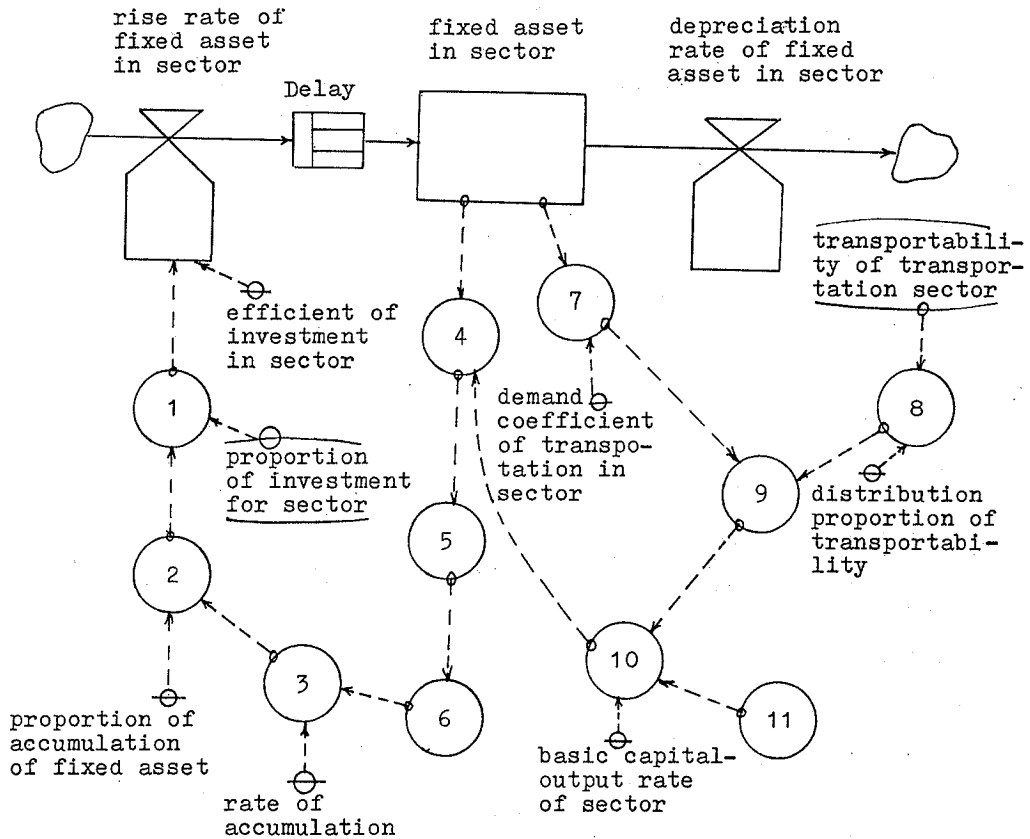 rise rate of
fixed asset
in sector
fixed asset
in sector
depreciation
rate of fixed
asset in sector
Delay
transportabili-
ty of transpor-
tation sector
efficient of
investment
in sector
7
4
1
8
demand
coefficient
of transpo-
tation in
sector
proportion
of investment
for sector
9
distribution
proportion of
transportabi-
lity
5
2
10
3
6
11
proportion of
accumulation
of fixed asset
basic capital-
output rate
of sector
rate of
accumulation